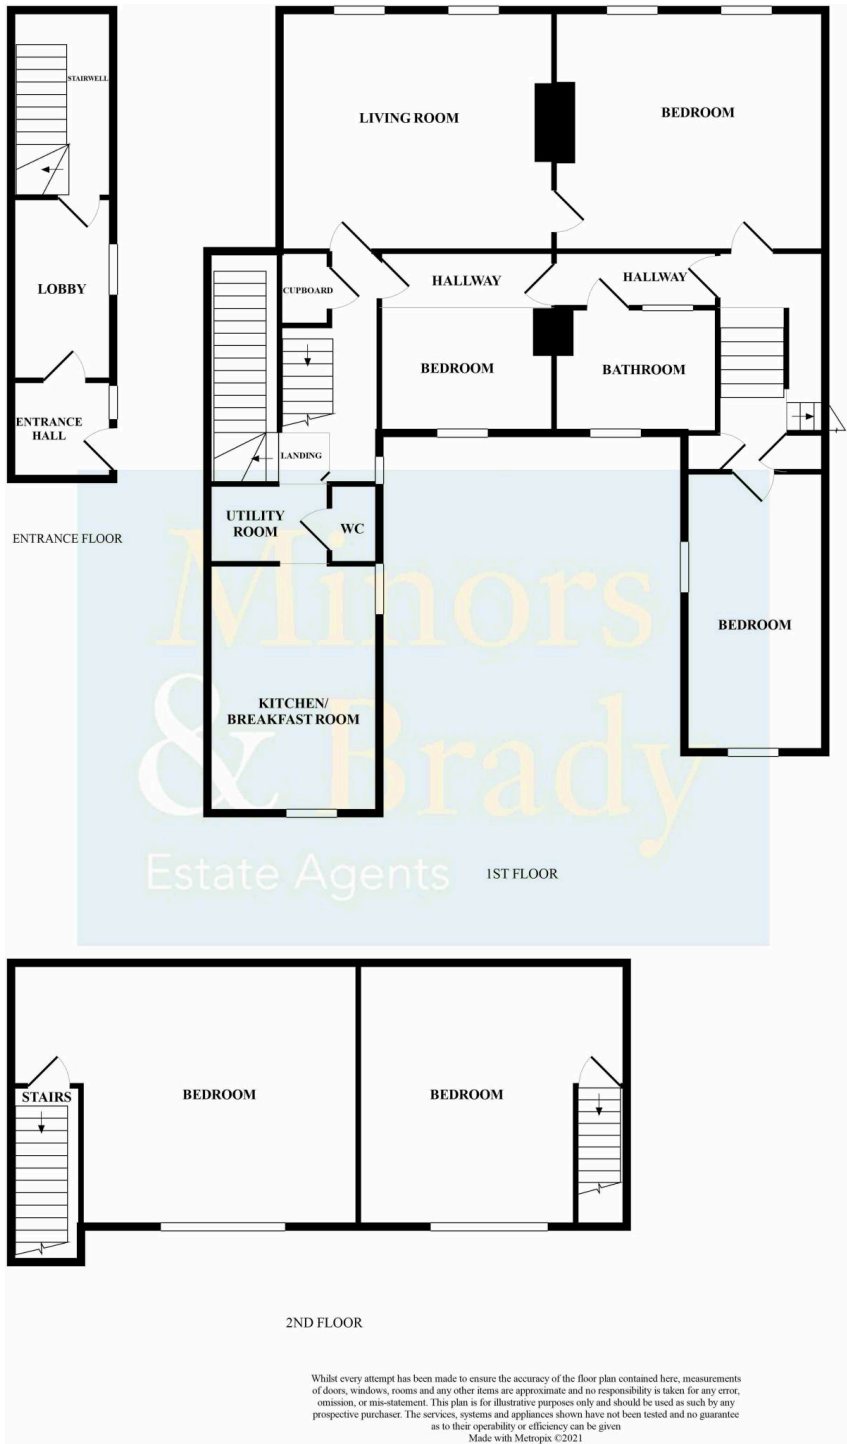 STAIRWELL
LOBBY
ENTRANCE
HALL
ENTRANCE FLOOR
LIVING ROOM
BEDROOM
CUPBOARD
HALLWAY
HALLWAY
BEDROOM
BATHROOM
LANDING
UTILITY
ROOM
WC
BEDROOM
KITCHEN/
BREAKFAST ROOM
Minors
& Brady
Estate Agents
1ST FLOOR
STAIRS
BEDROOM
BEDROOM
2ND FLOOR
Whilst every attempt has been made to ensure the accuracy of the floor plan contained here, measurements
of doors, windows, rooms and any other items are approximate and no responsibility is taken for any error,
omission, or mis-statement. This plan is for illustrative purposes only and should be used as such by any
prospective purchaser. The services, systems and appliances shown have not been tested and no guarantee
as to their operability or efficiency can be given
Made with Metropix ©2021